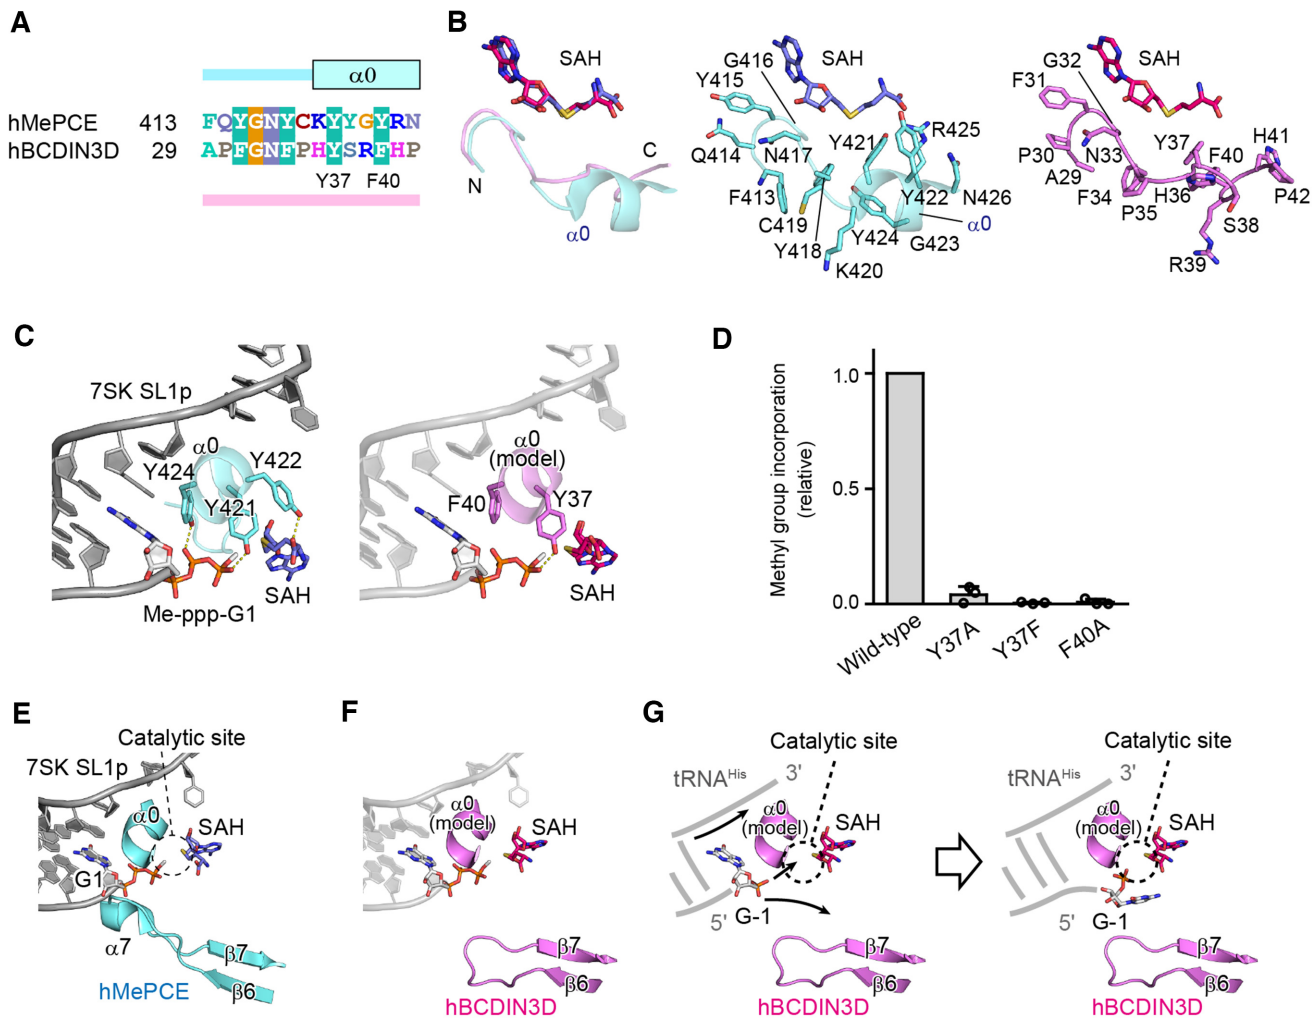 A
α0
hMePCE 413 FQYGNYCKYYGYRN
hBCDIN3D 29 APFGNFPHYSRFHP
Y37 F40
B
SAH
N
C
α0
SAH
G416
Y415
Q414
N417
Y421
R425
F413
C419
Y418
Y422
N426
Y424
G423
α0
K420
SAH
G32
F31
P30
N33
A29
F34
P35
Y37
H36
F40
H41
P42
S38
R39
C
7SK SL1p
α0
Y424
Y422
Y421
SAH
Me-ppp-G1
α0
(model)
F40
Y37
SAH
D
Methyl group incorporation
(relative)
1.0
0.5
0.0
Wild-type
Y37A
Y37F
F40A
E
Catalytic site
7SK SL1p
α0
SAH
G1
α7
β7
β6
hMePCE
F
α0
(model)
SAH
β7
β6
hBCDIN3D
G
Catalytic site
tRNAHis
3'
α0
(model)
SAH
5'
G-1
β7
β6
hBCDIN3D
Catalytic site
tRNAHis
3'
α0
(model)
SAH
5'
G-1
β7
β6
hBCDIN3D